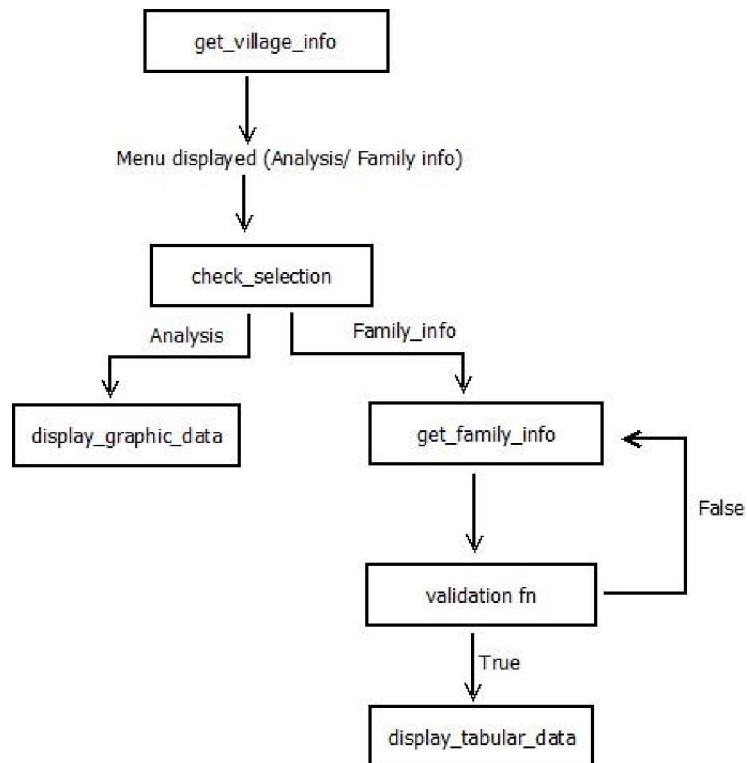 get_village_info
Menu displayed (Analysis/ Family info)
check_selection
Analysis
Family_info
display_graphic_data
get_family_info
False
validation fn
True
display_tabular_data